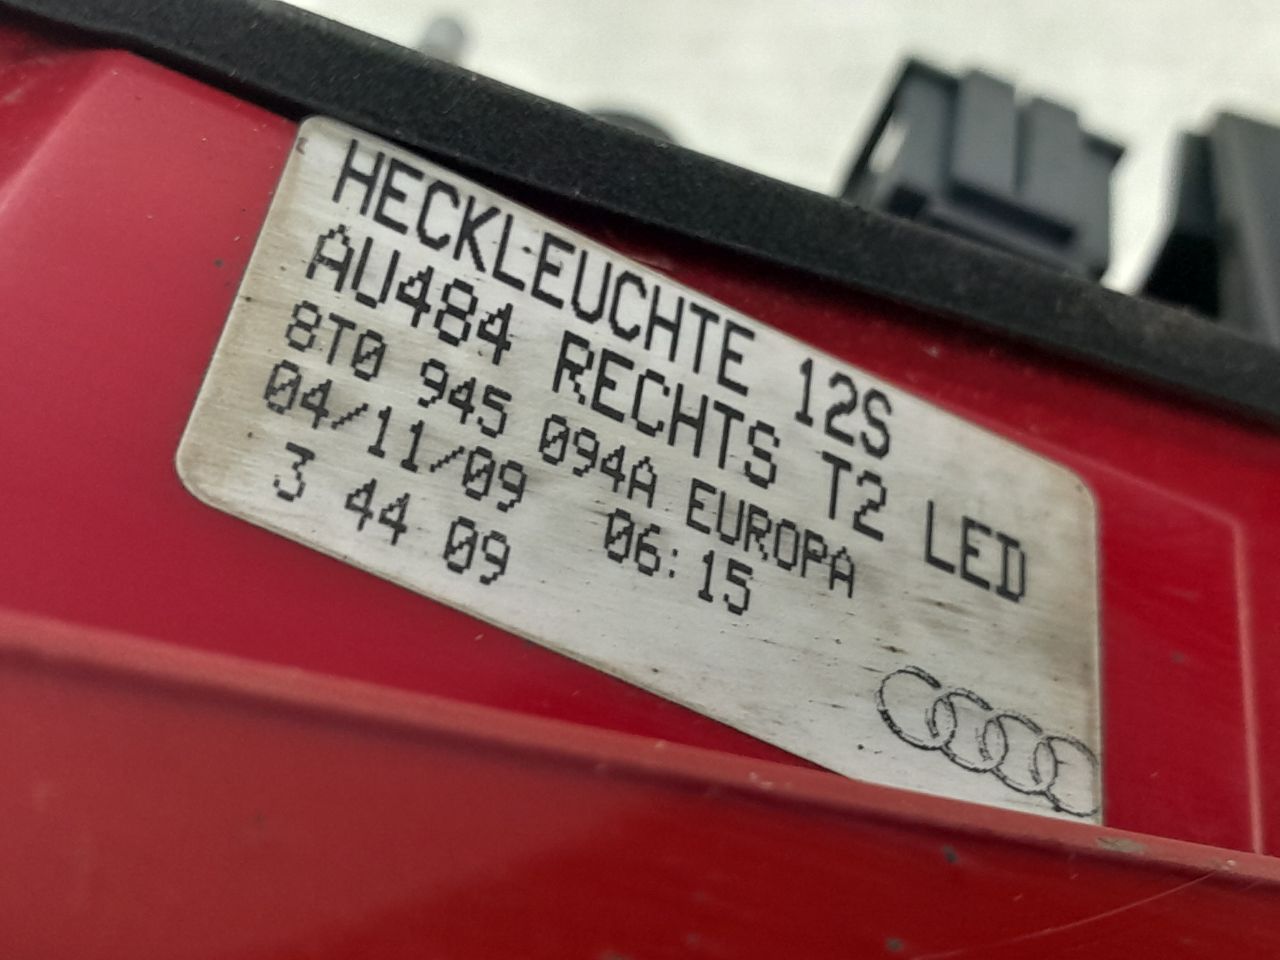 HECKLEUCHTE 12S
AU484 RECHTS T2 LED
8T0 945 094A EUROPA
04/11/09 06:15
3 44 09